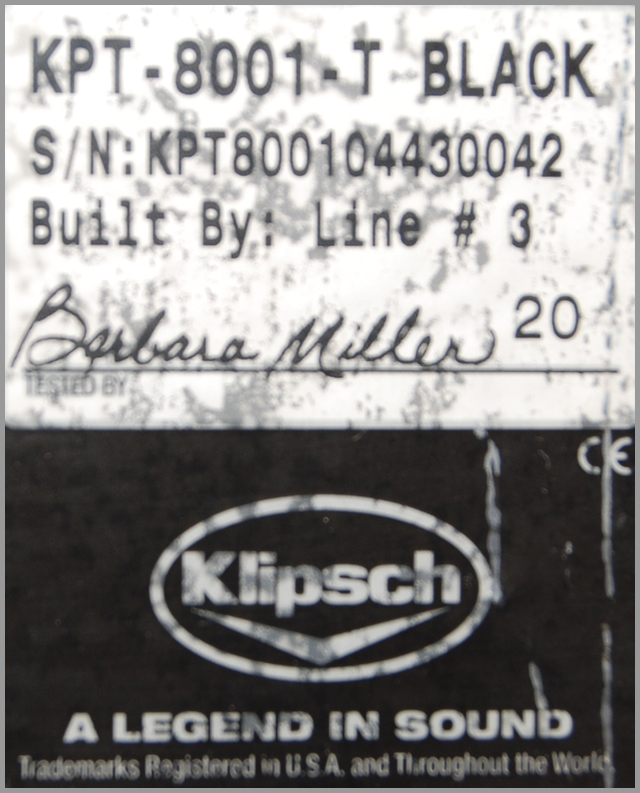 KPT-8001-T BLACK
S/N:KPT800104430042
Built By: Line # 3
Barbara Miller 20
TESTED BY
CE
Klipsch
A LEGEND IN SOUND
Trademarks Registered in U.S.A. and Throughout the World.